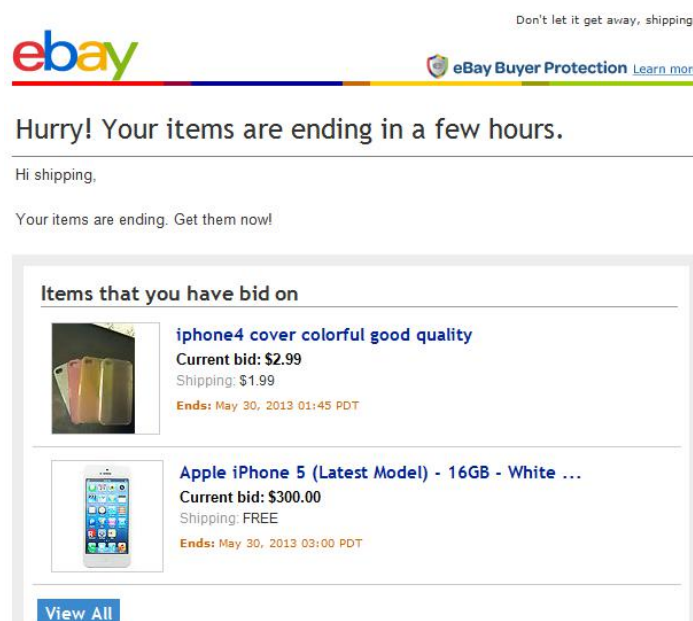 Don't let it get away, shipping
ebay
eBay Buyer Protection Learn mor
Hurry! Your items are ending in a few hours.
Hi shipping,
Your items are ending. Get them now!
Items that you have bid on
iphone4 cover colorful good quality
Current bid: $2.99
Shipping: $1.99
Ends: May 30, 2013 01:45 PDT
Apple iPhone 5 (Latest Model) - 16GB - White ...
Current bid: $300.00
Shipping: FREE
Ends: May 30, 2013 03:00 PDT
View All